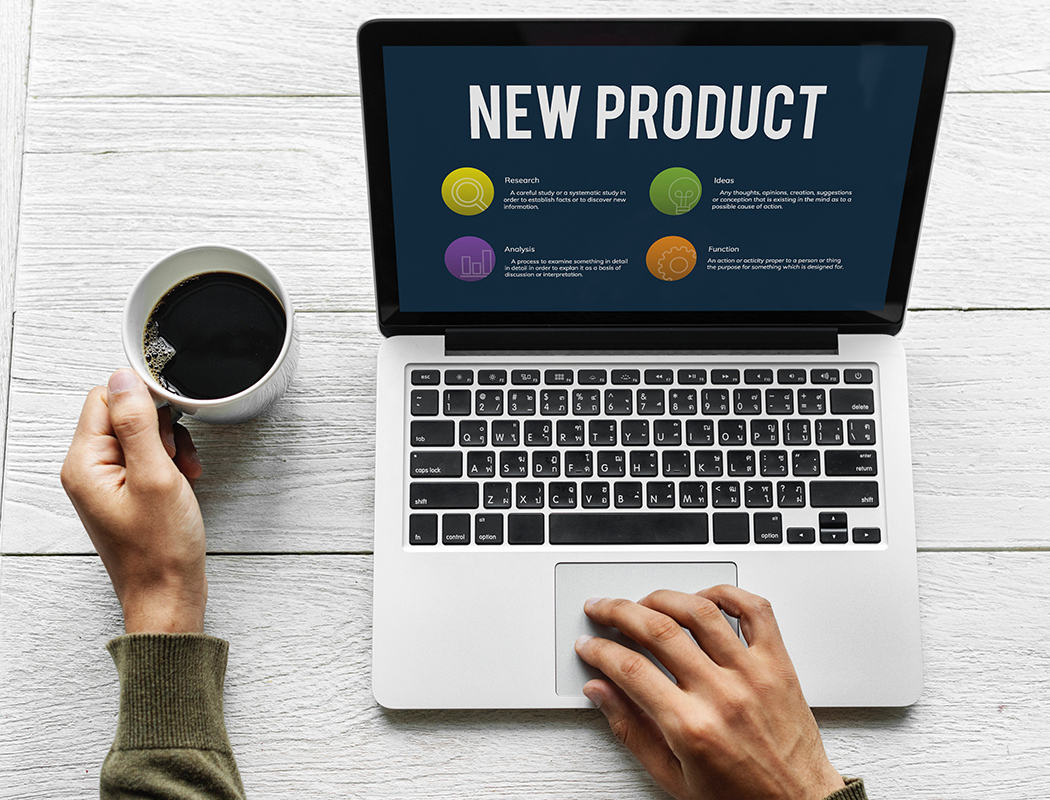 NEW PRODUCT
Research
A careful study or a systematic study in
order to establish facts or to discover new
information.
Ideas
Any thoughts, opinions, creation, suggestions
or conception that is existing in the mind as to a
possible cause of action.
Analysis
A process to examine something in detail
in detail in order to explain it as a basis of
discussion or interpretation.
Function
An action or acticity proper to a person or thing
the purpose for something which is designed for.
esc
delete
tab
Q W E R T Y U I O P
caps lock A S D F G H J K L enter
return
shift Z X C V B N M shift
fn control alt
option alt
option